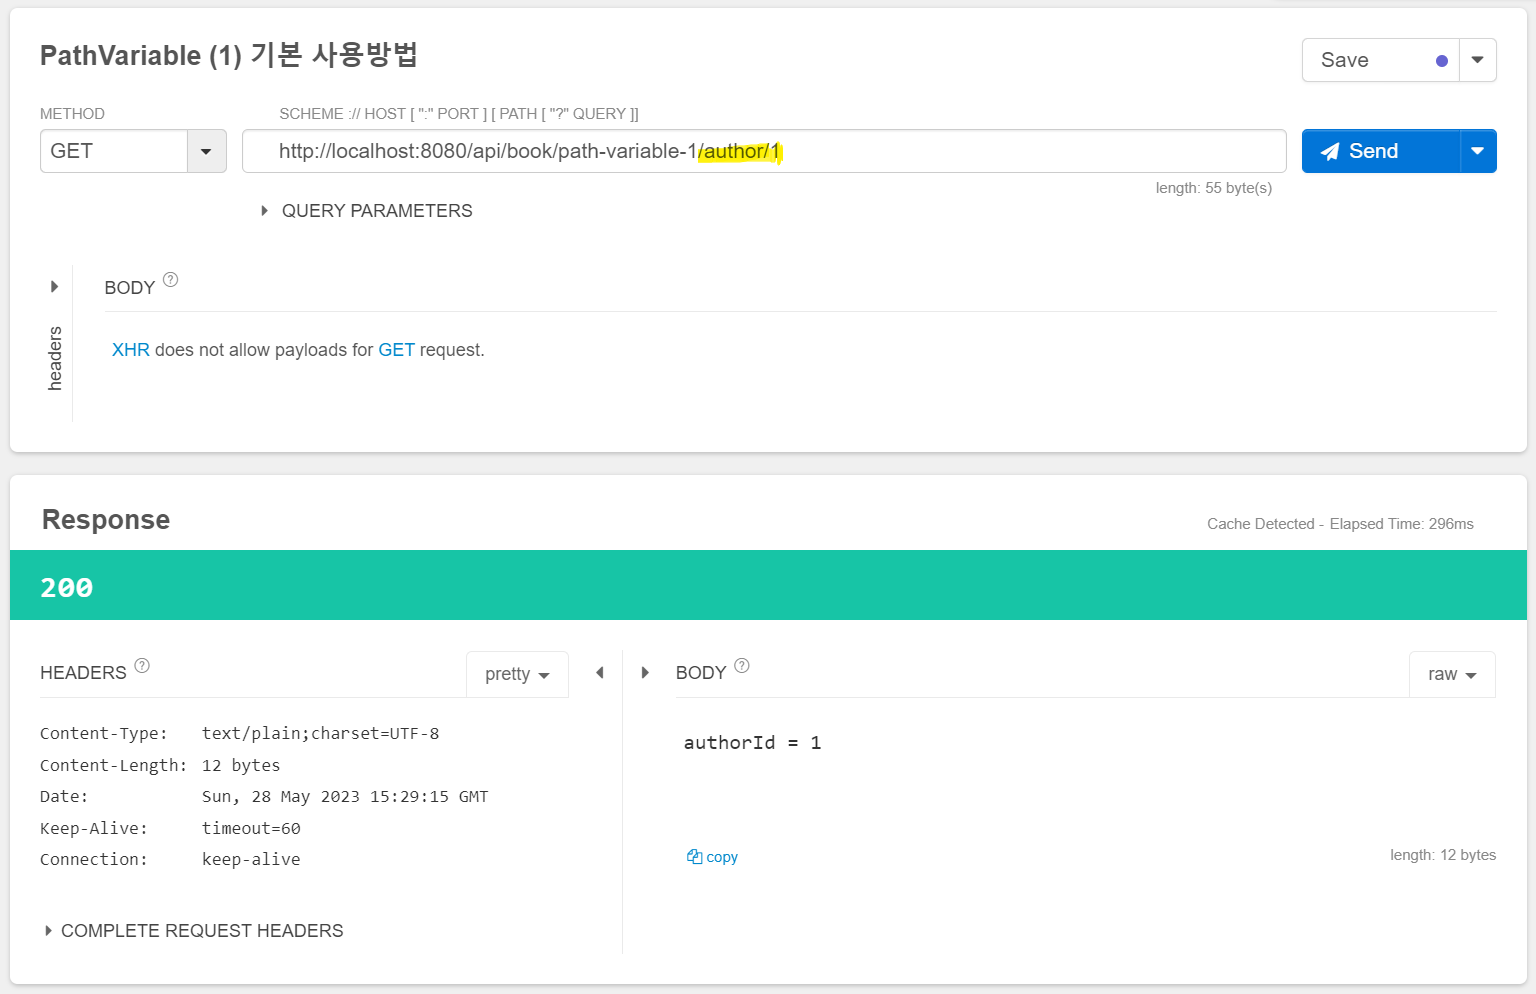 PathVariable (1) 기본 사용방법
Save
METHOD
SCHEME :// HOST [ ":" PORT ] [ PATH [ "?" QUERY ]]
GET
http://localhost:8080/api/book/path-variable-1/author/1
Send
length: 55 byte(s)
QUERY PARAMETERS
BODY ?
headers
XHR does not allow payloads for GET request.
Response
Cache Detected - Elapsed Time: 296ms
200
HEADERS ?
pretty
BODY ?
raw
Content-Type: text/plain;charset=UTF-8
Content-Length: 12 bytes
Date: Sun, 28 May 2023 15:29:15 GMT
Keep-Alive: timeout=60
Connection: keep-alive
authorId = 1
copy
length: 12 bytes
COMPLETE REQUEST HEADERS